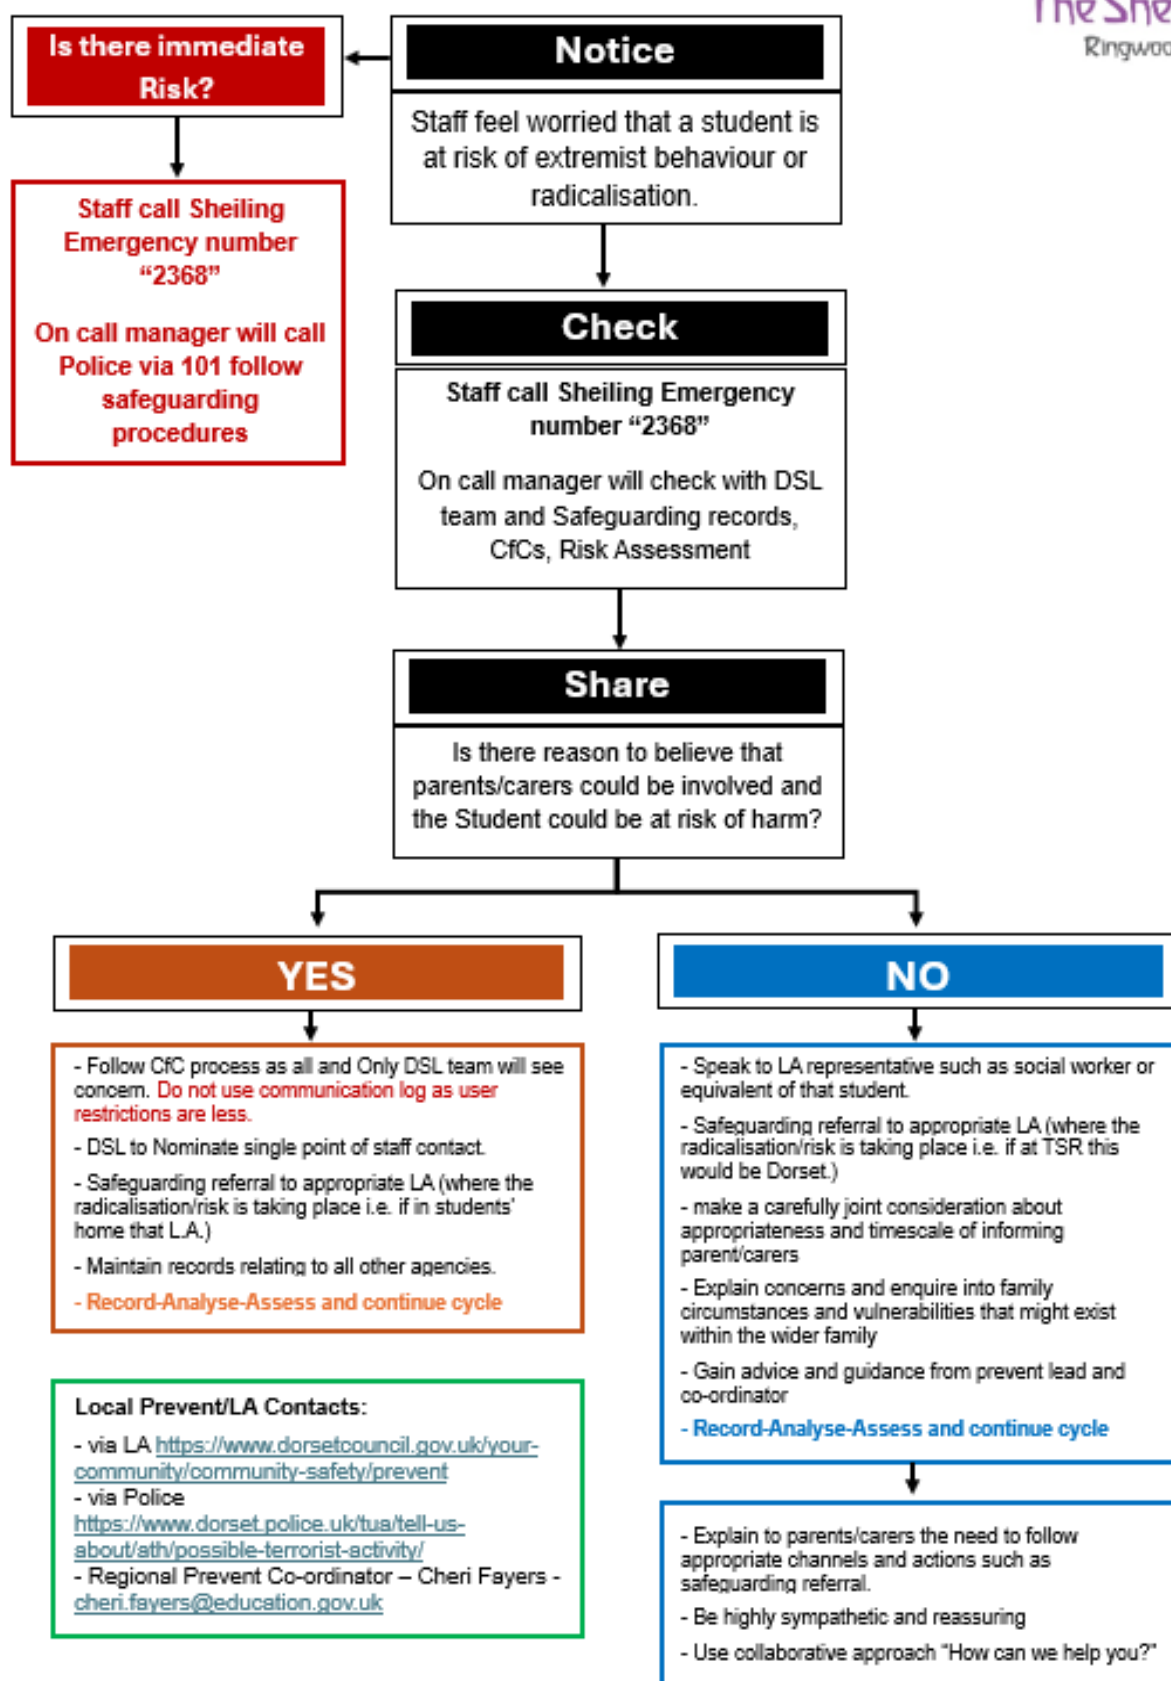 The She
Ringwoo
Is there immediate
Risk?
Notice
Staff feel worried that a student is
at risk of extremist behaviour or
radicalisation.
Staff call Sheiling
Emergency number
“2368”
On call manager will call
Police via 101 follow
safeguarding
procedures
Check
Staff call Sheiling Emergency
number “2368”
On call manager will check with DSL
team and Safeguarding records,
CfCs, Risk Assessment
Share
Is there reason to believe that
parents/carers could be involved and
the Student could be at risk of harm?
YES
- Follow CfC process as all and Only DSL team will see
concern. Do not use communication log as user
restrictions are less.
- DSL to Nominate single point of staff contact.
- Safeguarding referral to appropriate LA (where the
radicalisation/risk is taking place i.e. if in students’
home that L.A.)
- Maintain records relating to all other agencies.
- Record-Analyse-Assess and continue cycle
NO
- Speak to LA representative such as social worker or
equivalent of that student.
- Safeguarding referral to appropriate LA (where the
radicalisation/risk is taking place i.e. if at TSR this
would be Dorset.)
- make a carefully joint consideration about
appropriateness and timescale of informing
parent/carers
- Explain concerns and enquire into family
circumstances and vulnerabilities that might exist
within the wider family
- Gain advice and guidance from prevent lead and
co-ordinator
- Record-Analyse-Assess and continue cycle
Local Prevent/LA Contacts:
- via LA https://www.dorsetcouncil.gov.uk/your-
community/community-safety/prevent
- via Police
https://www.dorset.police.uk/tua/tell-us-
about/ath/possible-terrorist-activity/
- Regional Prevent Co-ordinator – Cheri Fayers -
cheri.fayers@education.gov.uk
- Explain to parents/carers the need to follow
appropriate channels and actions such as
safeguarding referral.
- Be highly sympathetic and reassuring
- Use collaborative approach “How can we help you?”